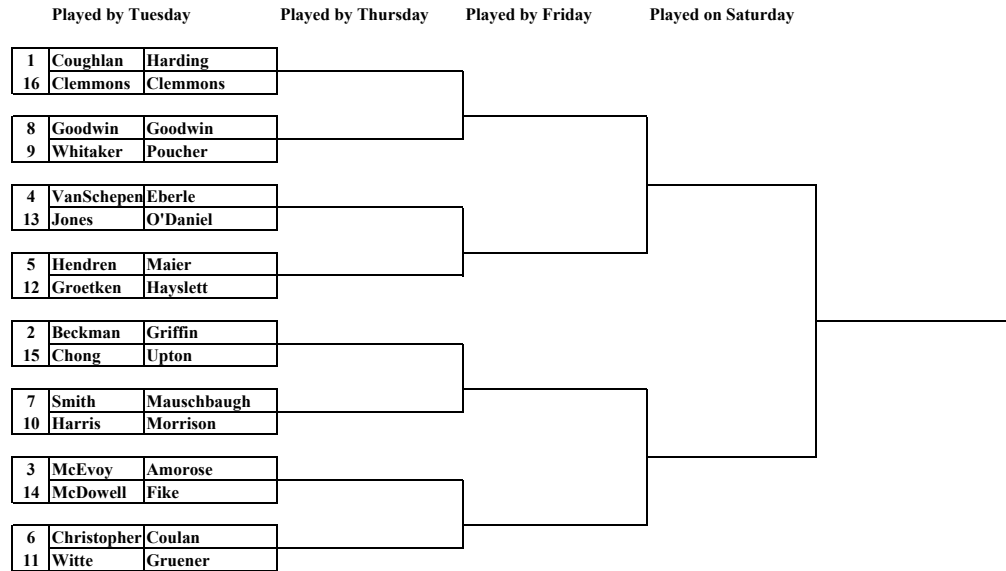 Played by Tuesday Played by Thursday Played by Friday Played on Saturday
1 Coughlan Harding
16 Clemmons Clemmons
8 Goodwin Goodwin
9 Whitaker Poucher
4 VanSchepen Eberle
13 Jones O'Daniel
5 Hendren Maier
12 Groetken Hayslett
2 Beckman Griffin
15 Chong Upton
7 Smith Mauschbaugh
10 Harris Morrison
3 McEvoy Amorose
14 McDowell Fike
6 Christopher Coulan
11 Witte Gruener